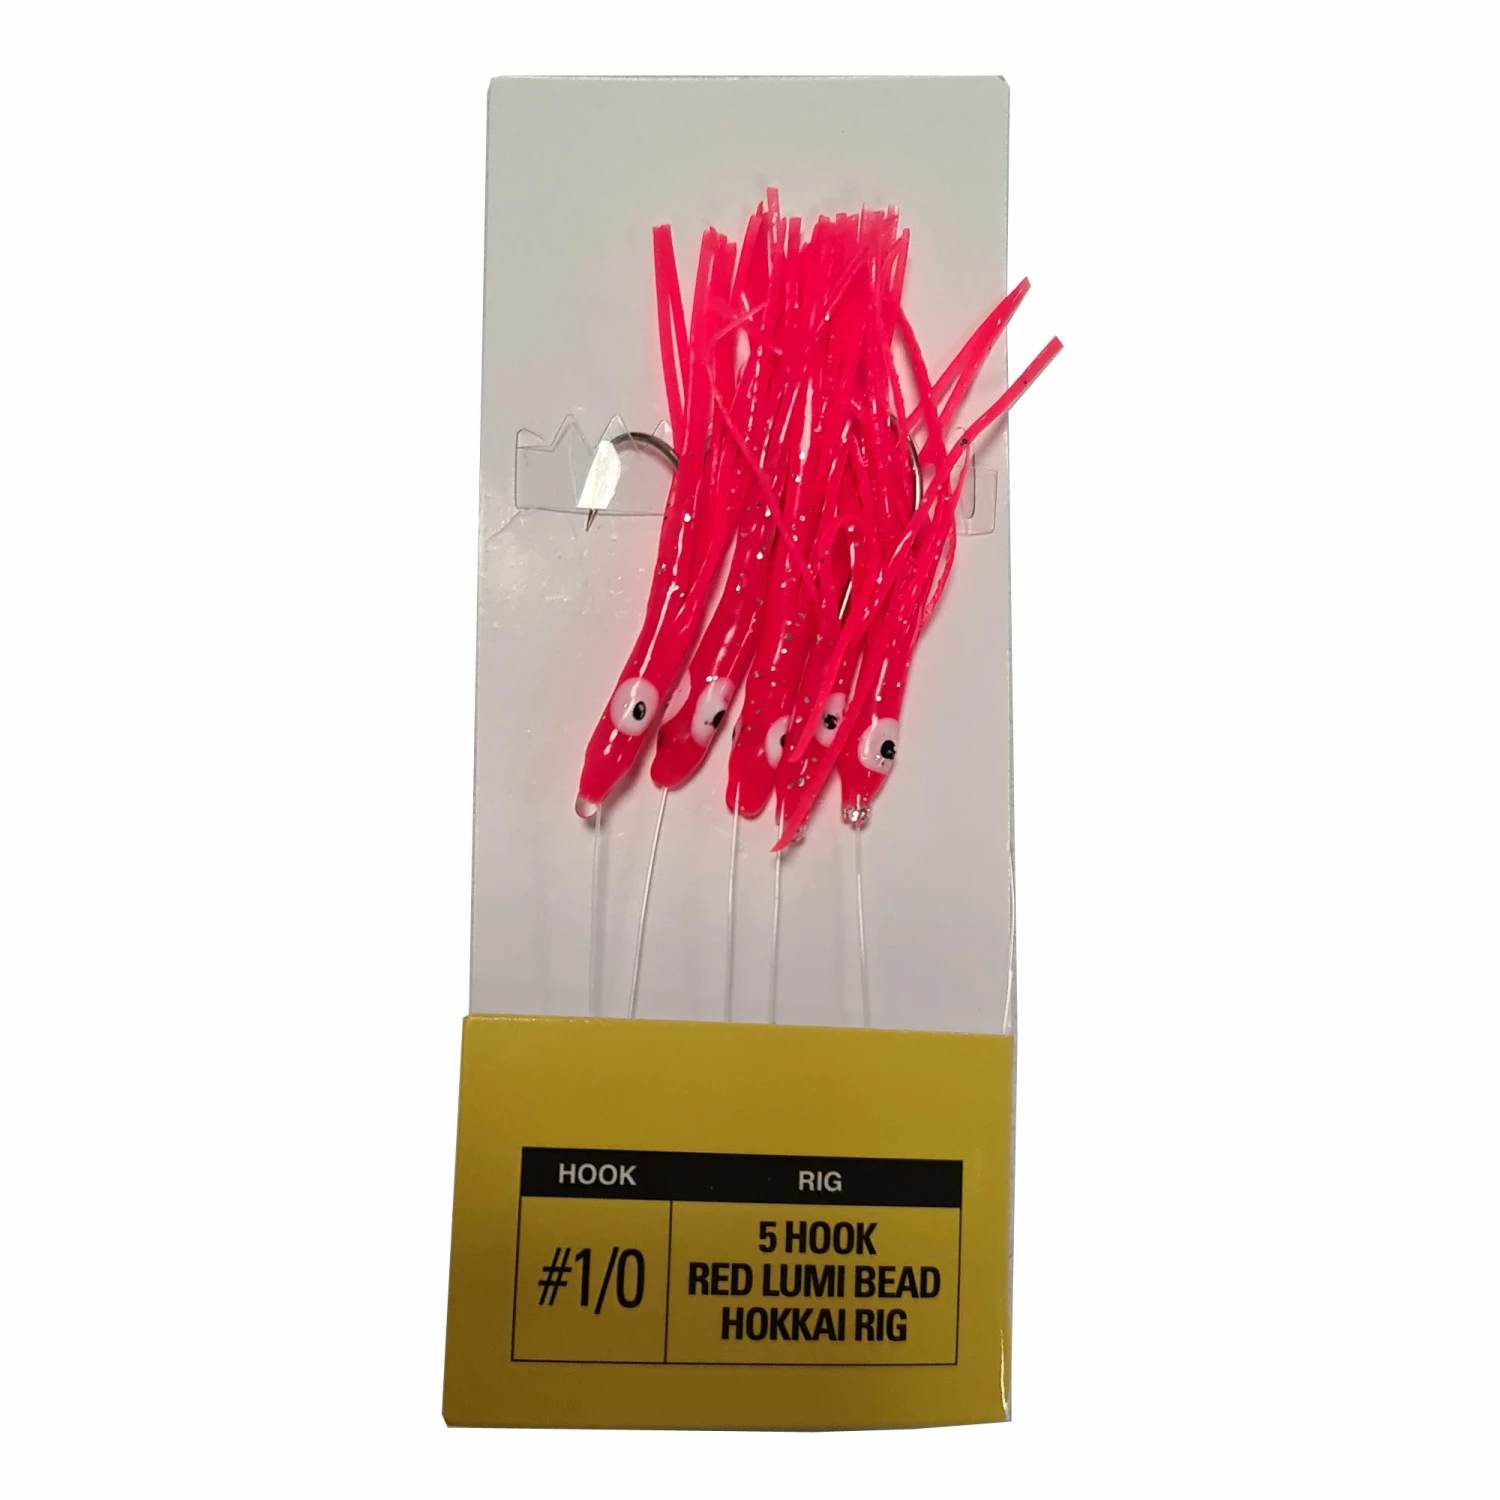 HOOK RIG
#1/0
5 HOOK
RED LUMI BEAD
HOKKAI RIG